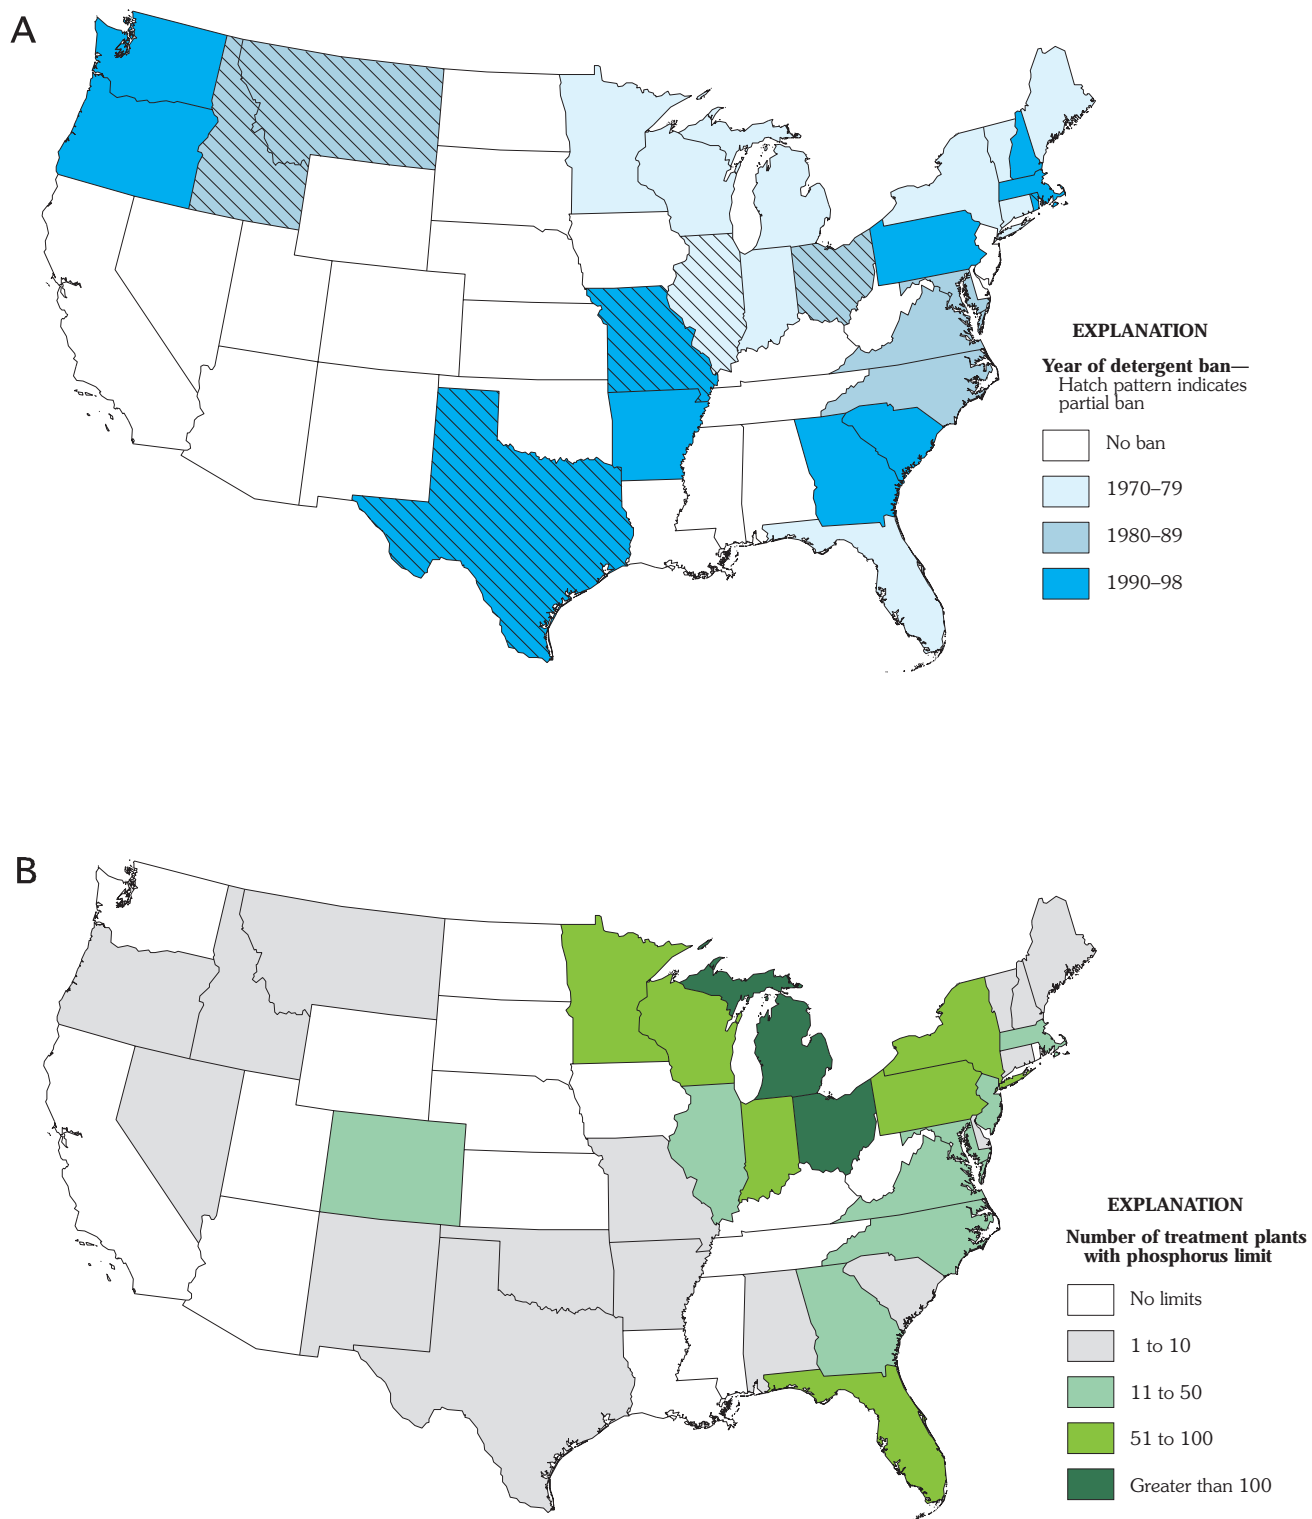 A
EXPLANATION
Year of detergent ban—
Hatch pattern indicates
partial ban
No ban
1970–79
1980–89
1990–98
B
EXPLANATION
Number of treatment plants
with phosphorus limit
No limits
1 to 10
11 to 50
51 to 100
Greater than 100